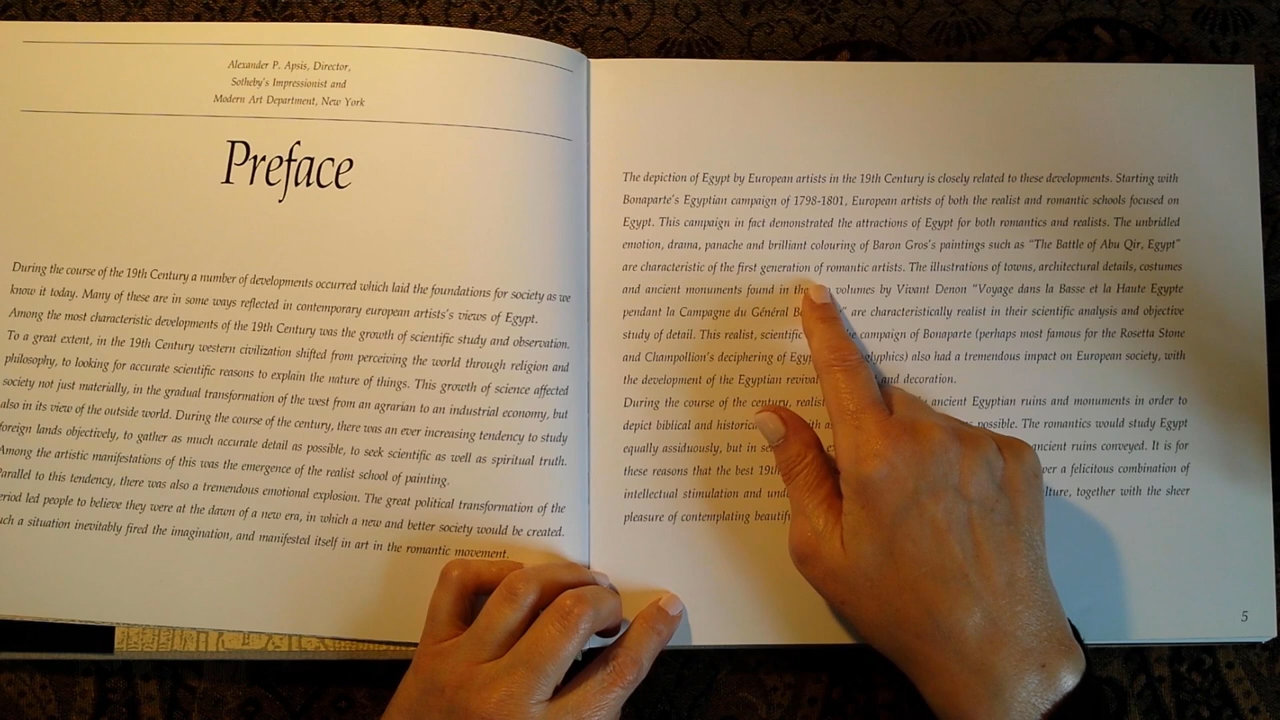 Alexander P. Apsis, Director,
Sotheby's Impressionist and
Modern Art Department, New York
Preface
During the course of the 19th Century a number of developments occurred which laid the foundations for society as we
know it today. Many of these are in some ways reflected in contemporary european artists's views of Egypt.
Among the most characteristic developments of the 19th Century was the growth of scientific study and observation.
To a great extent, in the 19th Century western civilization shifted from perceiving the world through religion and
philosophy, to looking for accurate scientific reasons to explain the nature of things. This growth of science affected
society not just materially, in the gradual transformation of the west from an agrarian to an industrial economy, but
also in its view of the outside world. During the course of the century, there was an ever increasing tendency to study
foreign lands objectively, to gather as much accurate detail as possible, to seek scientific as well as spiritual truth.
Among the artistic manifestations of this was the emergence of the realist school of painting.
Parallel to this tendency, there was also a tremendous emotional explosion. The great political transformation of the
eriod led people to believe they were at the dawn of a new era, in which a new and better society would be created.
uch a situation inevitably fired the imagination, and manifested itself in art in the romantic movement.
The depiction of Egypt by European artists in the 19th Century is closely related to these developments. Starting with
Bonaparte's Egyptian campaign of 1798-1801, European artists of both the realist and romantic schools focused on
Egypt. This campaign in fact demonstrated the attractions of Egypt for both romantics and realists. The unbridled
emotion, drama, panache and brilliant colouring of Baron Gros's paintings such as "The Battle of Abu Qir, Egypt"
are characteristic of the first generation of romantic artists. The illustrations of towns, architectural details, costumes
and ancient monuments found in the volumes by Vivant Denon "Voyage dans la Basse et la Haute Egypte
pendant la Campagne du Général are characteristically realist in their scientific analysis and objective
study of detail. This realist, scientific campaign of Bonaparte (perhaps most famous for the Rosetta Stone
and Champollion's deciphering of also had a tremendous impact on European society, with
the development of the Egyptian revival and decoration.
During the course of the century, ancient Egyptian ruins and monuments in order to
depict biblical and possible. The romantics would study Egypt
equally assiduously, but in ancient ruins conveyed. It is for
these reasons that the best 19th a felicitous combination of
intellectual stimulation and together with the sheer
pleasure of contemplating
5